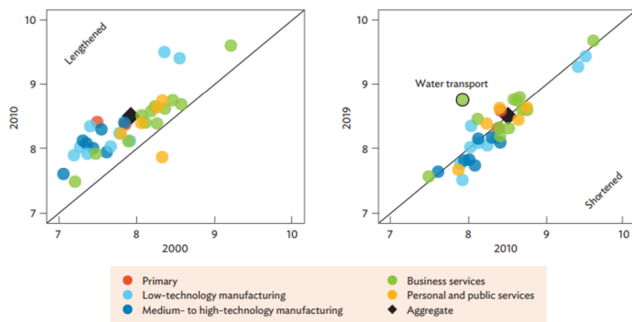 10
9
8
7
2010
Lengthened
7
8
9
10
2000
10
9
8
7
2019
Water transport
Shortened
7
8
9
10
2010
Primary
Low-technology manufacturing
Medium- to high-technology manufacturing
Business services
Personal and public services
Aggregate